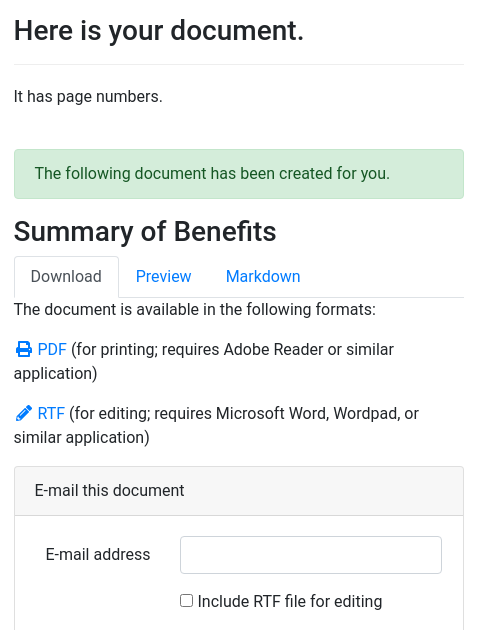 Here is your document.
It has page numbers.
The following document has been created for you.
Summary of Benefits
Download Preview Markdown
The document is available in the following formats:
PDF (for printing; requires Adobe Reader or similar
application)
RTF (for editing; requires Microsoft Word, Wordpad, or
similar application)
E-mail this document
E-mail address
Include RTF file for editing